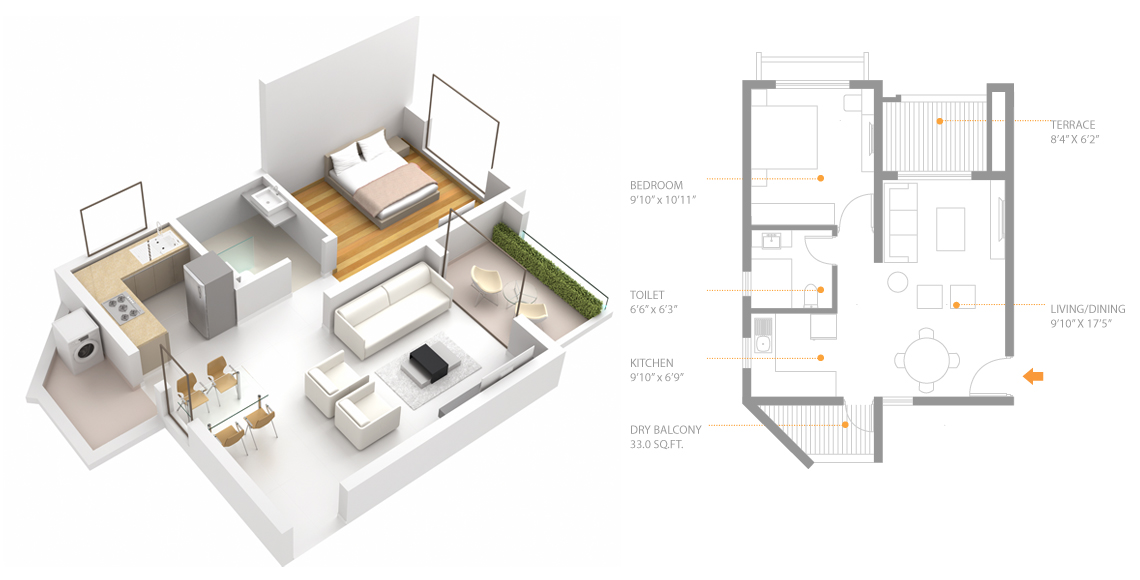 TERRACE
8'4" X 6'2"
BEDROOM
9'10" x 10'11"
TOILET
6'6" x 6'3"
LIVING/DINING
9'10" X 17'5"
KITCHEN
9'10" x 6'9"
DRY BALCONY
33.0 SQ.FT.